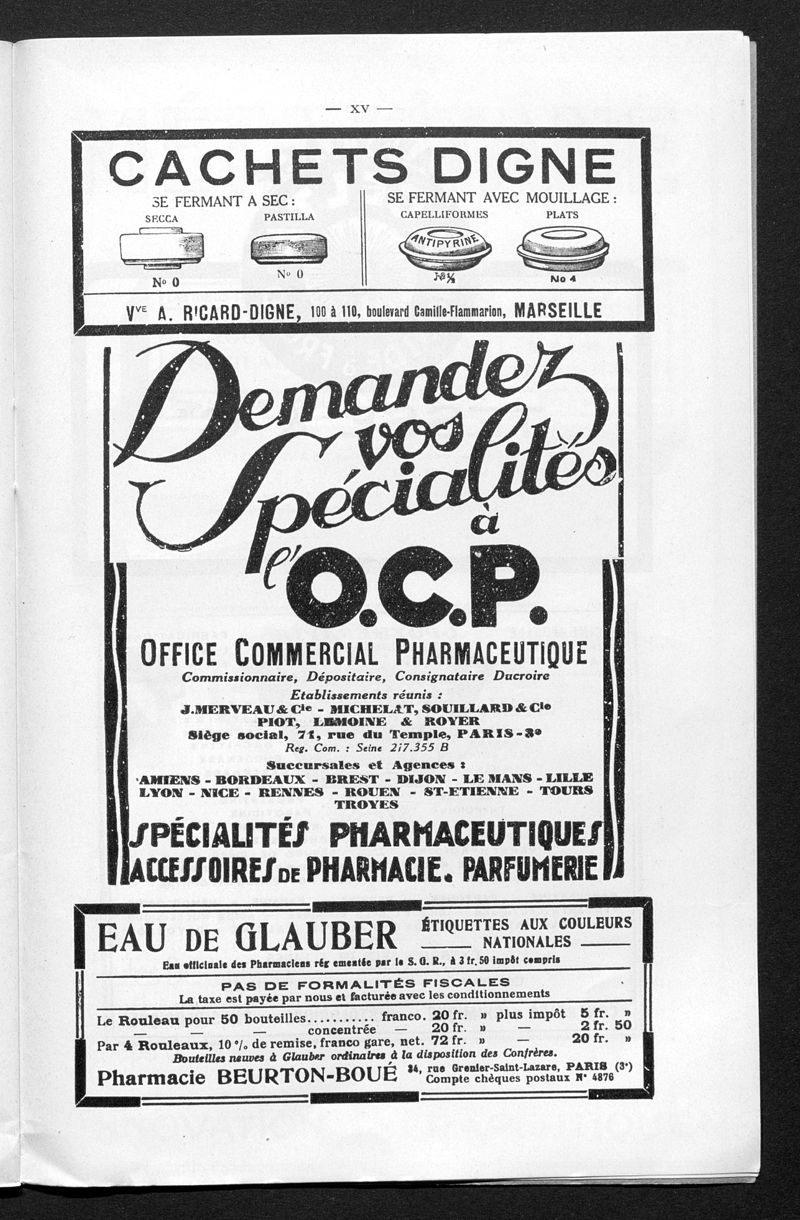 — XV —
CACHETS DIGNE
SE FERMANT A SEC :
SECCA PASTILLA
No 0 No 0
SE FERMANT AVEC MOUILLAGE :
CAPELLIFORMES PLATS
ANTIPYRINE
No 4
Vve A. RICARD-DIGNE, 100 à 110, boulevard Camille-Flammarion, MARSEILLE
Demandez
vos
Spécialités
à
l'O.C.P.
OFFICE COMMERCIAL PHARMACEUTIQUE
Commissionnaire, Dépositaire, Consignataire Ducroire
Etablissements réunis :
J.MERVEAU & Cie - MICHELAT, SOUILLARD & Cie
PIOT, LEMOINE & ROYER
Siège social, 71, rue du Temple, PARIS-3e
Reg. Com. : Seine 217.355 B
Succursales et Agences :
AMIENS - BORDEAUX - BREST - DIJON - LE MANS - LILLE
LYON - NICE - RENNES - ROUEN - ST-ETIENNE - TOURS
TROYES
SPÉCIALITÉS PHARMACEUTIQUES
ACCESSOIRES DE PHARMACIE. PARFUMERIE
EAU DE GLAUBER
ÉTIQUETTES AUX COULEURS
NATIONALES
Eau officinale des Pharmaciens rég ementée par le S. G. R., à 3 fr. 50 impôt compris
PAS DE FORMALITÉS FISCALES
La taxe est payée par nous et facturée avec les conditionnements
Le Rouleau pour 50 bouteilles........... franco. 20 fr. » plus impôt 5 fr. »
— — — concentrée — 20 fr. » — 2 fr. 50
Par 4 Rouleaux, 10 % de remise, franco gare, net. 72 fr. » — 20 fr. »
Bouteilles neuves à Glauber ordinaires à la disposition des Confrères.
Pharmacie BEURTON-BOUÉ
34, rue Grenier-Saint-Lazare, PARIS (3e)
Compte chèques postaux N° 4876